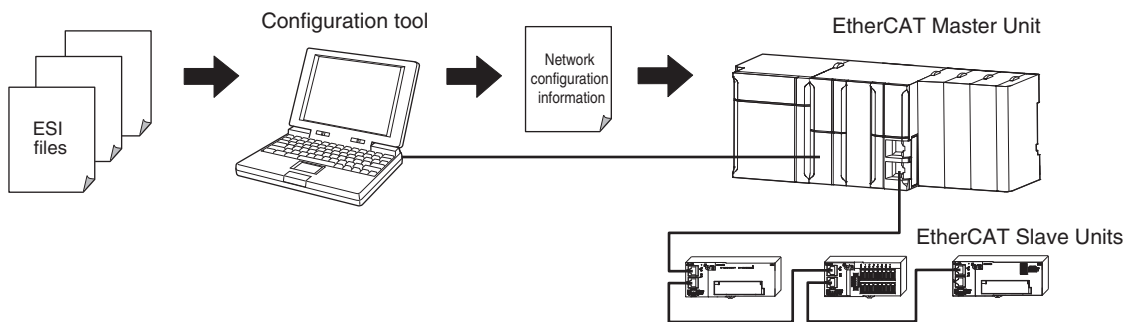 Configuration tool
EtherCAT Master Unit
Network
configuration
information
ESI
files
EtherCAT Slave Units